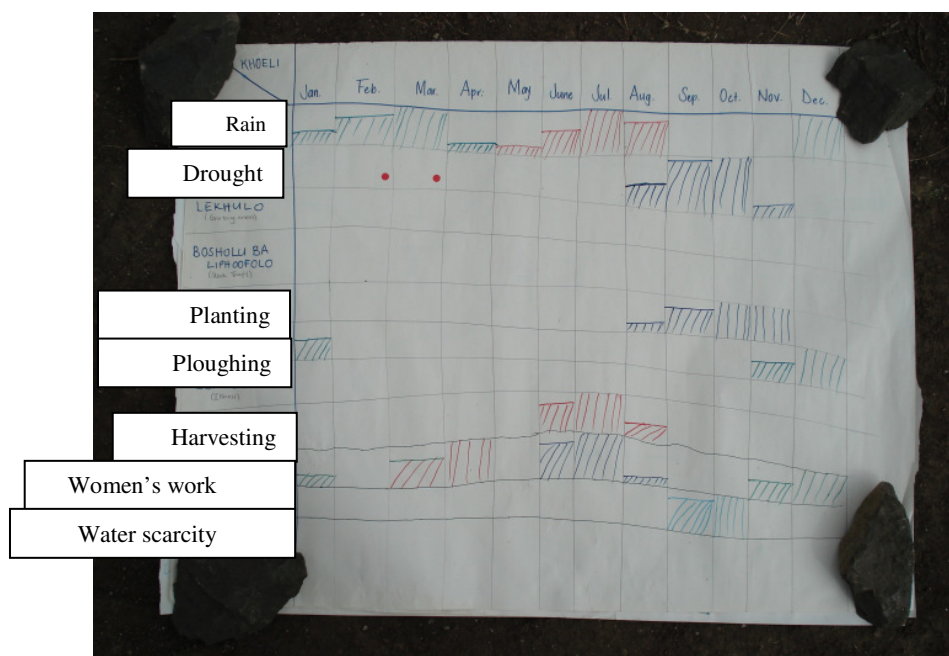 KHOELI
Jan. Feb. Mar. Apr. May June Jul. Aug. Sep. Oct. Nov. Dec.
Rain
Drought
LEKHULO
Planting
BOSHOLU BA
LIPHOOFOLO
Ploughing
Harvesting
Women's work
Water scarcity